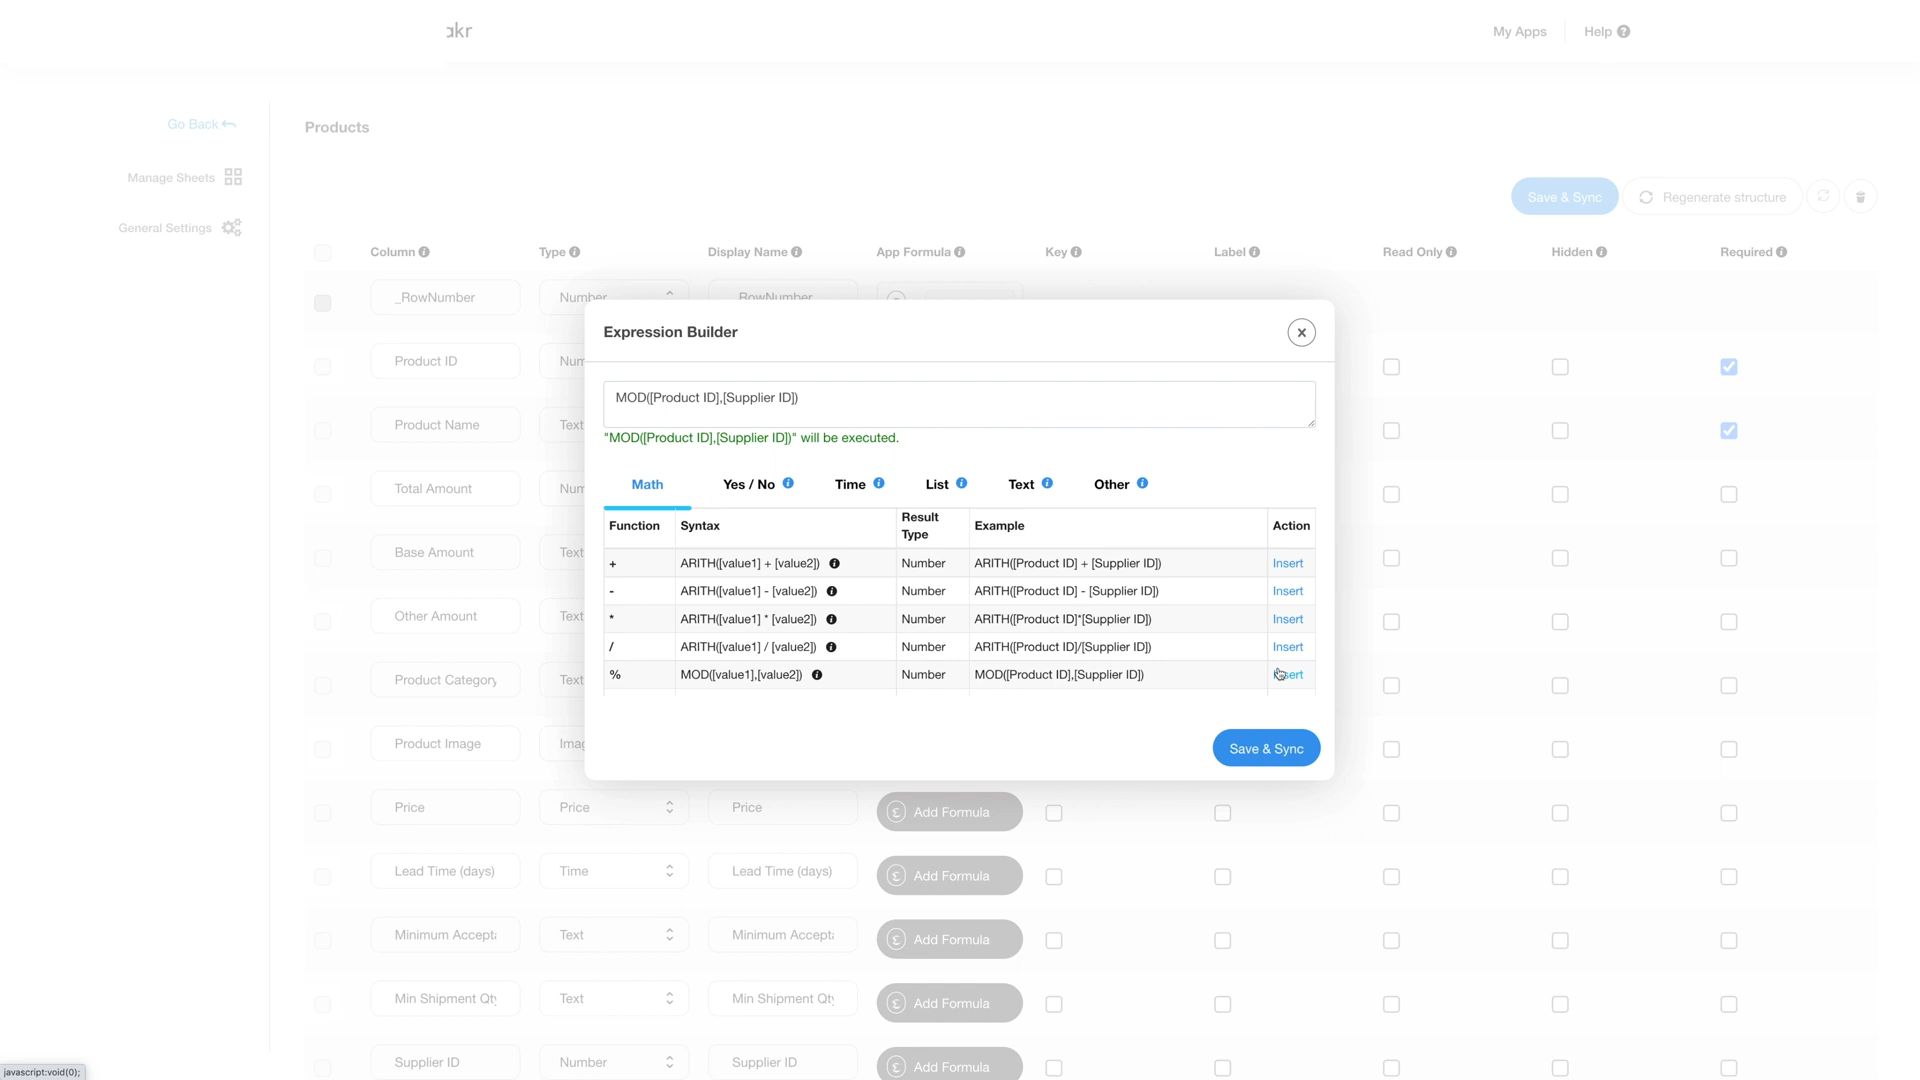 akr
My Apps
Help
Go Back
Products
Manage Sheets
General Settings
Save & Sync
Regenerate structure
Column
Type
Display Name
App Formula
Key
Label
Read Only
Hidden
Required
_RowNumber
Number
_RowNumber
Expression Builder
Product ID
Num
MOD([Product ID],[Supplier ID])
"MOD([Product ID],[Supplier ID])" will be executed.
Product Name
Text
Math
Yes / No
Time
List
Text
Other
Total Amount
Num
Function
Syntax
Result Type
Example
Action
Base Amount
Text
+
ARITH([value1] + [value2])
Number
ARITH([Product ID] + [Supplier ID])
Insert
-
ARITH([value1] - [value2])
Number
ARITH([Product ID] - [Supplier ID])
Insert
Other Amount
Text
*
ARITH([value1] * [value2])
Number
ARITH([Product ID]*[Supplier ID])
Insert
/
ARITH([value1] / [value2])
Number
ARITH([Product ID]/[Supplier ID])
Insert
Product Category
Text
%
MOD([value1],[value2])
Number
MOD([Product ID],[Supplier ID])
Save & Sync
Product Image
Imag
Price
Price
Price
Add Formula
Lead Time (days)
Time
Lead Time (days)
Add Formula
Minimum Accepta
Text
Minimum Accepta
Add Formula
Min Shipment Qty
Text
Min Shipment Qty
Add Formula
Supplier ID
Number
Supplier ID
Add Formula
javascript:void(0);